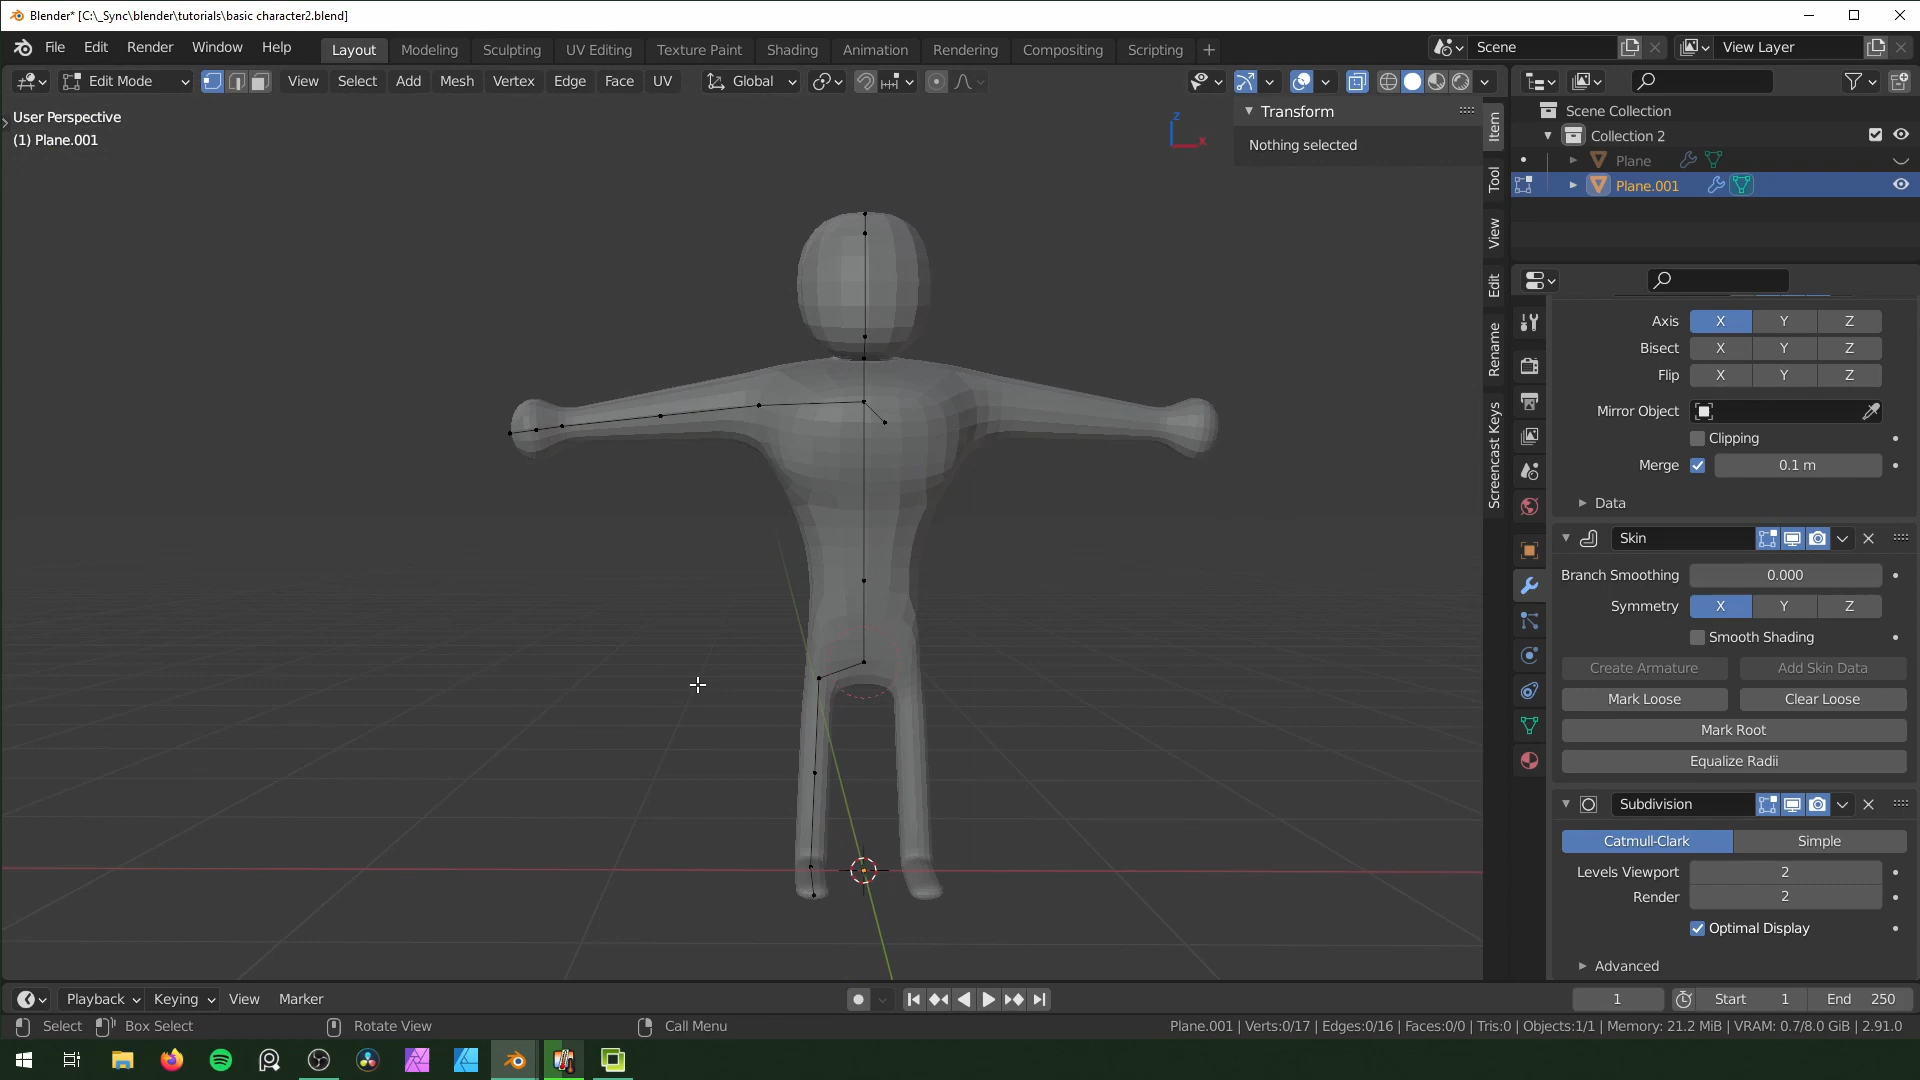 Blender* [C:\_Sync\blender\tutorials\basic character2.blend]
File Edit Render Window Help
Layout Modeling Sculpting UV Editing Texture Paint Shading Animation Rendering Compositing Scripting +
Scene
View Layer
Edit Mode
View Select Add Mesh Vertex Edge Face UV
Global
User Perspective
(1) Plane.001
Z
X
Transform
Nothing selected
Item
Tool
View
Edit
Rename
Screencast Keys
Scene Collection
Collection 2
Plane
Plane.001
Axis X Y Z
Bisect X Y Z
Flip X Y Z
Mirror Object
Clipping
Merge 0.1 m
Data
Skin
Branch Smoothing 0.000
Symmetry X Y Z
Smooth Shading
Create Armature Add Skin Data
Mark Loose Clear Loose
Mark Root
Equalize Radii
Subdivision
Catmull-Clark Simple
Levels Viewport 2
Render 2
Optimal Display
Advanced
Playback Keying View Marker
1 Start 1 End 250
Select Box Select Rotate View Call Menu
Plane.001 | Verts:0/17 | Edges:0/16 | Faces:0/0 | Tris:0 | Objects:1/1 | Memory: 21.2 MiB | VRAM: 0.7/8.0 GiB | 2.91.0